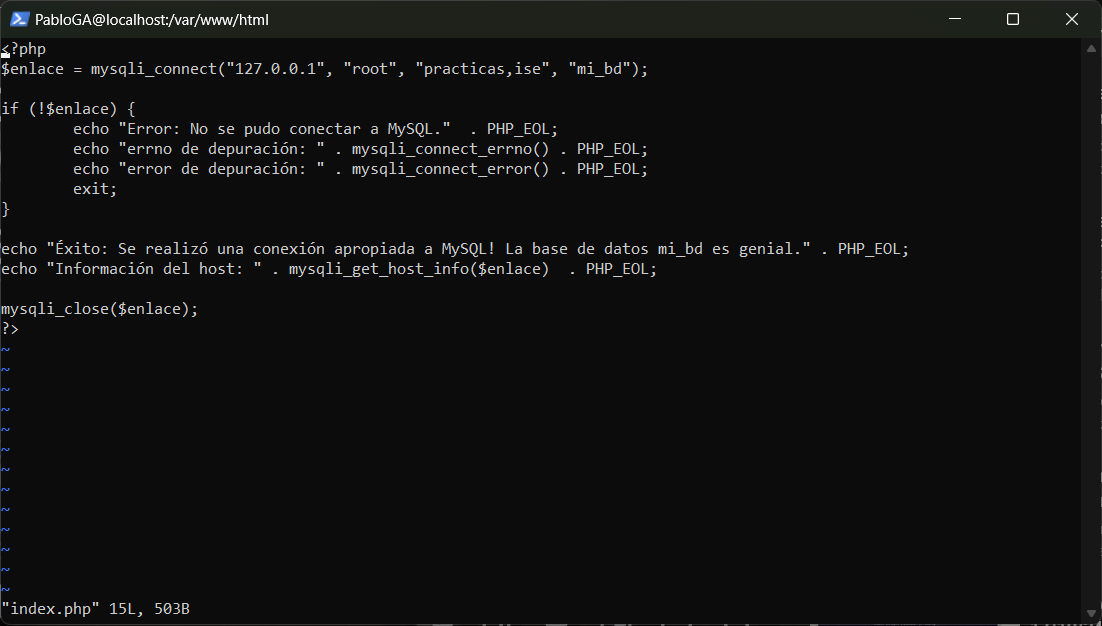 PabloGA@localhost:/var/www/html
<?php
$enlace = mysqli_connect("127.0.0.1", "root", "practicas,ise", "mi_bd");
if (!$enlace) {
        echo "Error: No se pudo conectar a MySQL."  . PHP_EOL;
        echo "errno de depuración: " . mysqli_connect_errno() . PHP_EOL;
        echo "error de depuración: " . mysqli_connect_error() . PHP_EOL;
        exit;
}
echo "Éxito: Se realizó una conexión apropiada a MySQL! La base de datos mi_bd es genial." . PHP_EOL;
echo "Información del host: " . mysqli_get_host_info($enlace)  . PHP_EOL;
mysqli_close($enlace);
?>
~
~
~
~
~
~
~
~
~
~
~
~
~
"index.php" 15L, 503B